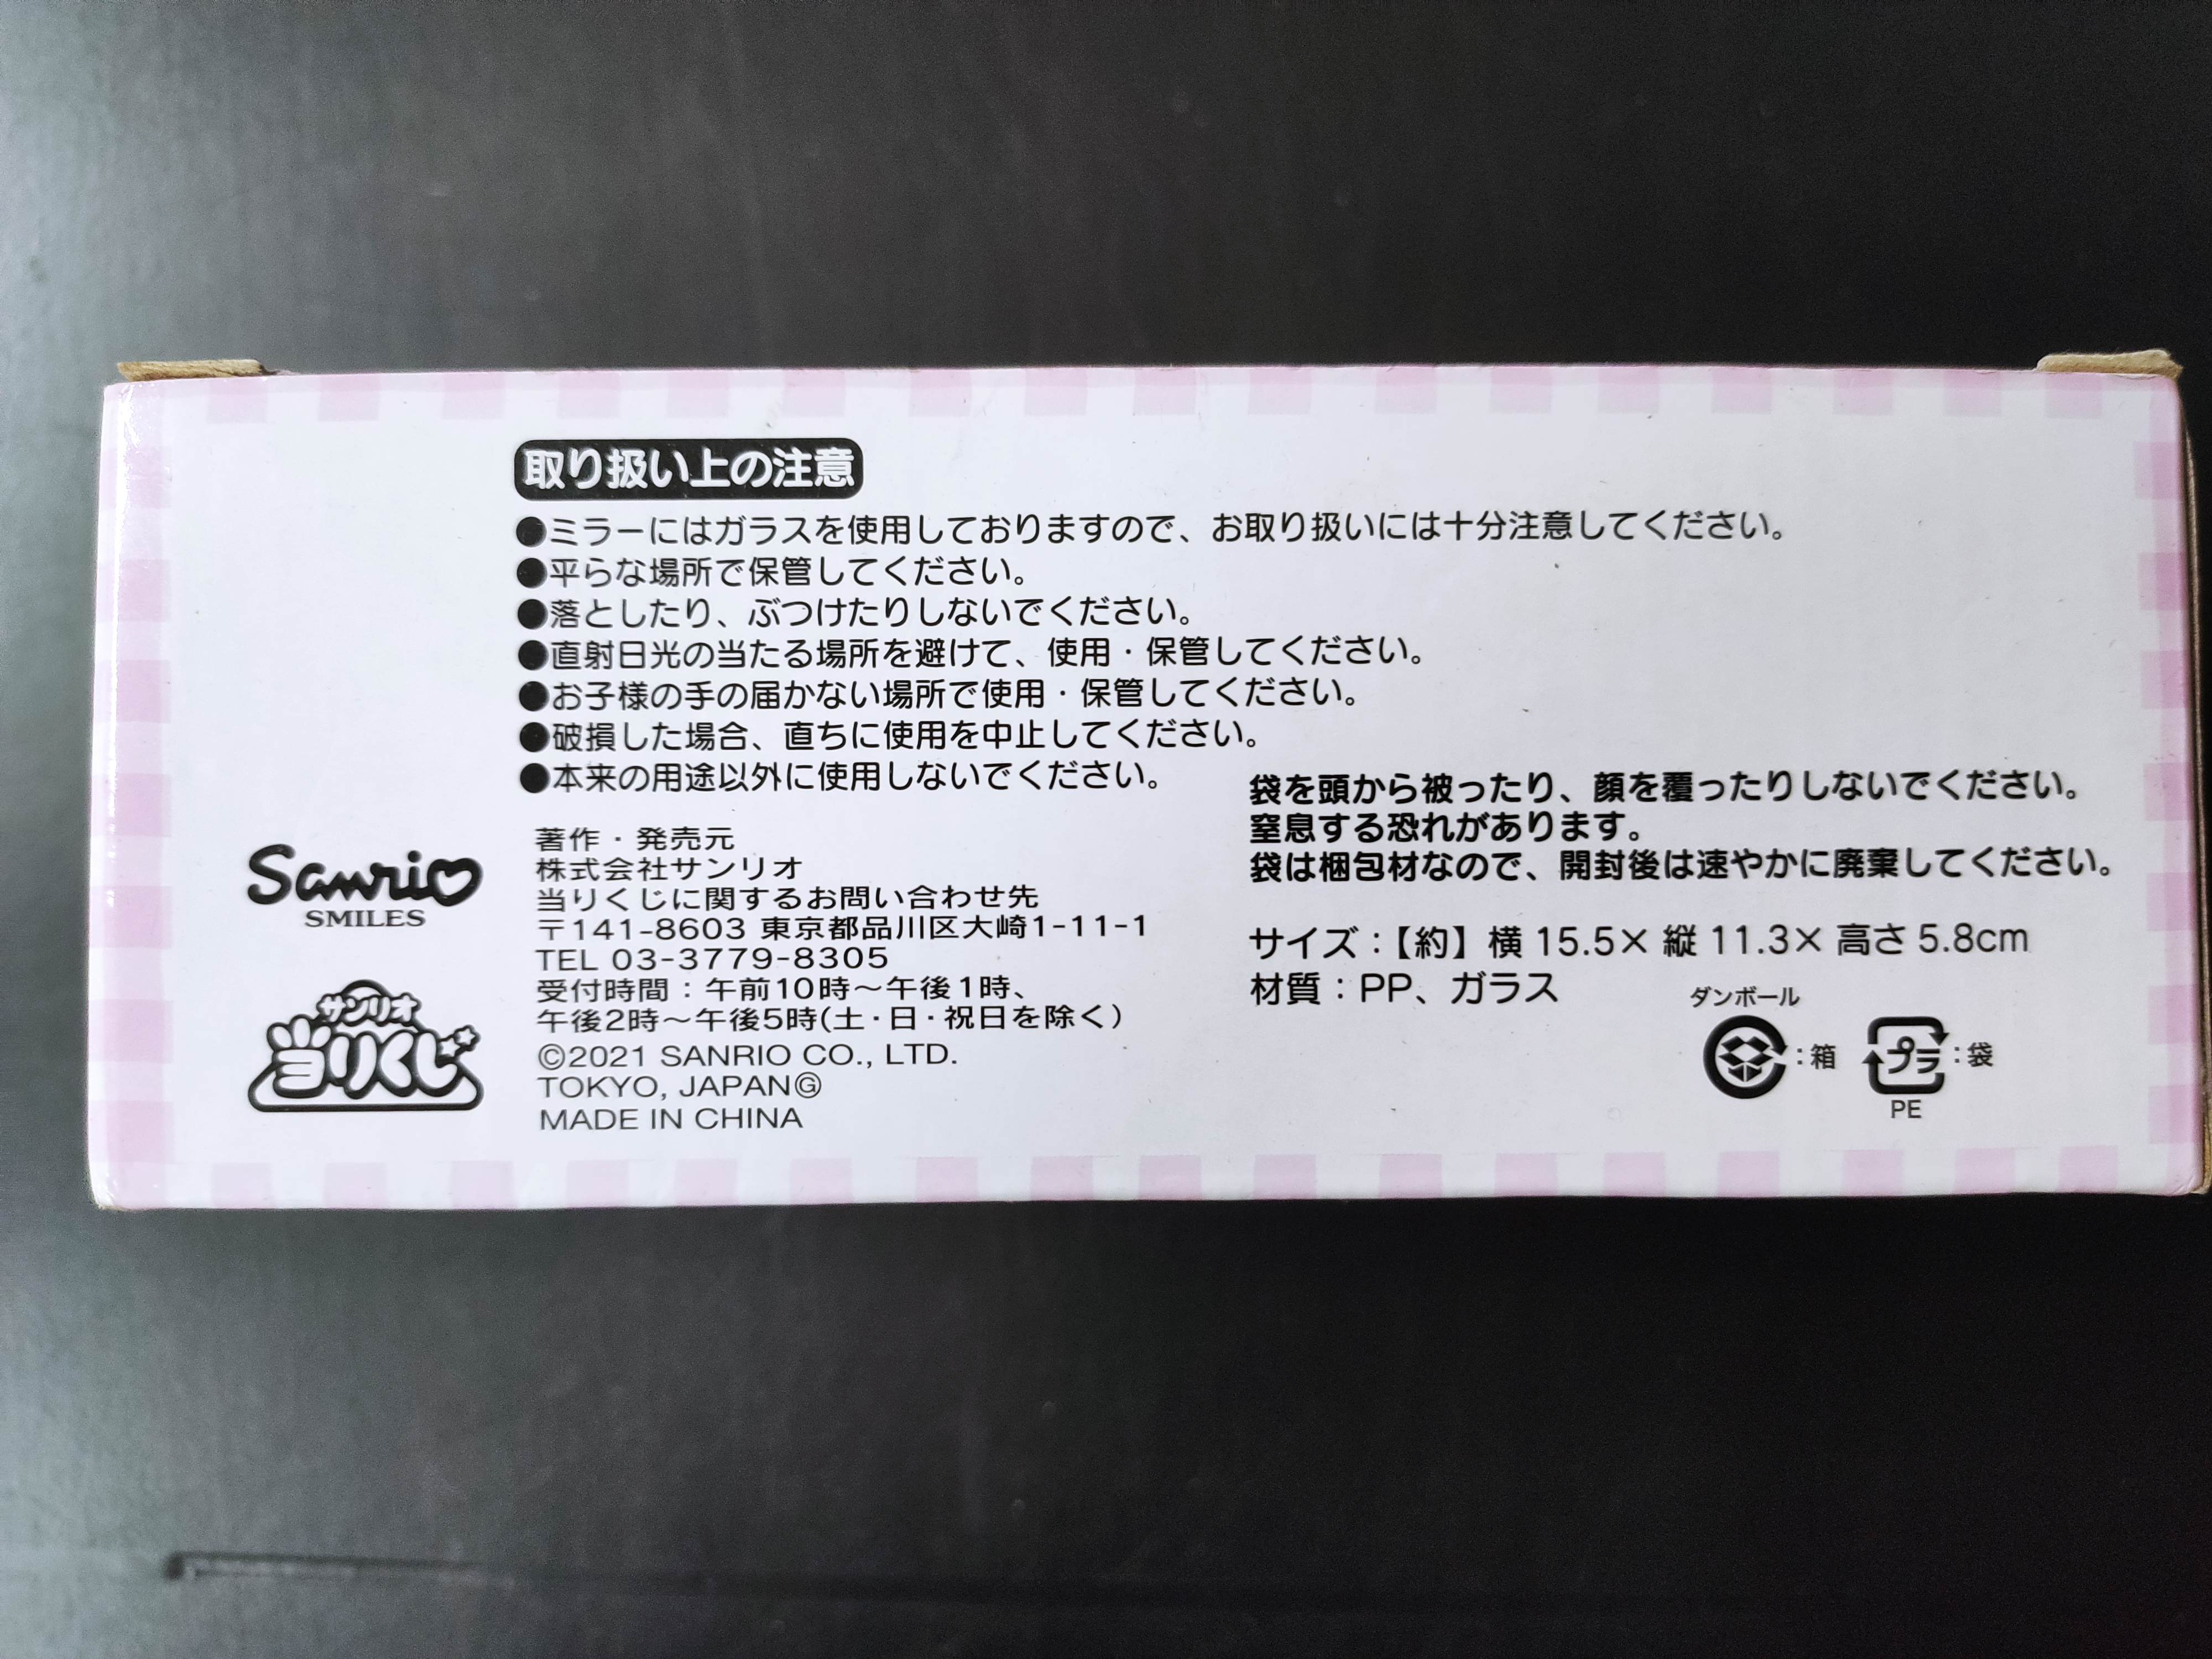 取り扱い上の注意
●ミラーにはガラスを使用しておりますので、お取り扱いには十分注意してください。
●平らな場所で保管してください。
●落としたり、ぶつけたりしないでください。
●直射日光の当たる場所を避けて、使用・保管してください。
●お子様の手の届かない場所で使用・保管してください。
●破損した場合、直ちに使用を中止してください。
●本来の用途以外に使用しないでください。
Sanrio
SMILES
サンリオ
当りくじ
著作・発売元
株式会社サンリオ
当りくじに関するお問い合わせ先
〒141-8603 東京都品川区大崎1-11-1
TEL 03-3779-8305
受付時間：午前10時～午後1時、
午後2時～午後5時(土・日・祝日を除く)
©2021 SANRIO CO., LTD.
TOKYO, JAPANⒼ
MADE IN CHINA
袋を頭から被ったり、顔を覆ったりしないでください。
窒息する恐れがあります。
袋は梱包材なので、開封後は速やかに廃棄してください。
サイズ：【約】横 15.5× 縦 11.3× 高さ 5.8cm
材質：PP、ガラス
ダンボール
：箱
プラ：袋
PE